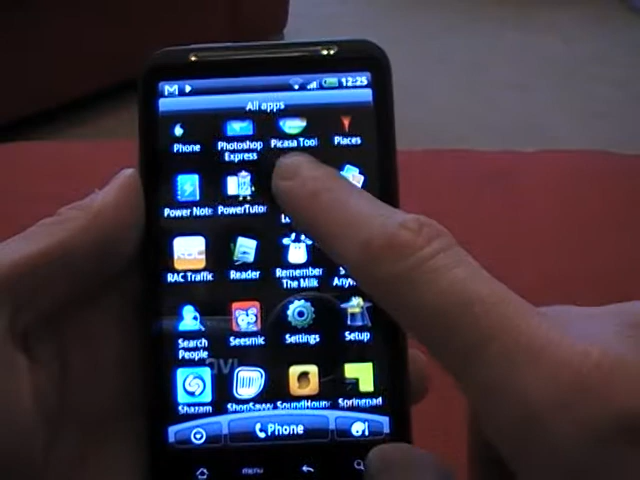 12:25
All apps
Phone
Photoshop
Express
Picasa Tool
Places
Power Note
PowerTutor
RAC Traffic
Reader
Remember
The Milk
Search
People
Seesmic
Settings
Setup
Shazam
ShopSavvy
SoundHound
Springpad
Phone
menu